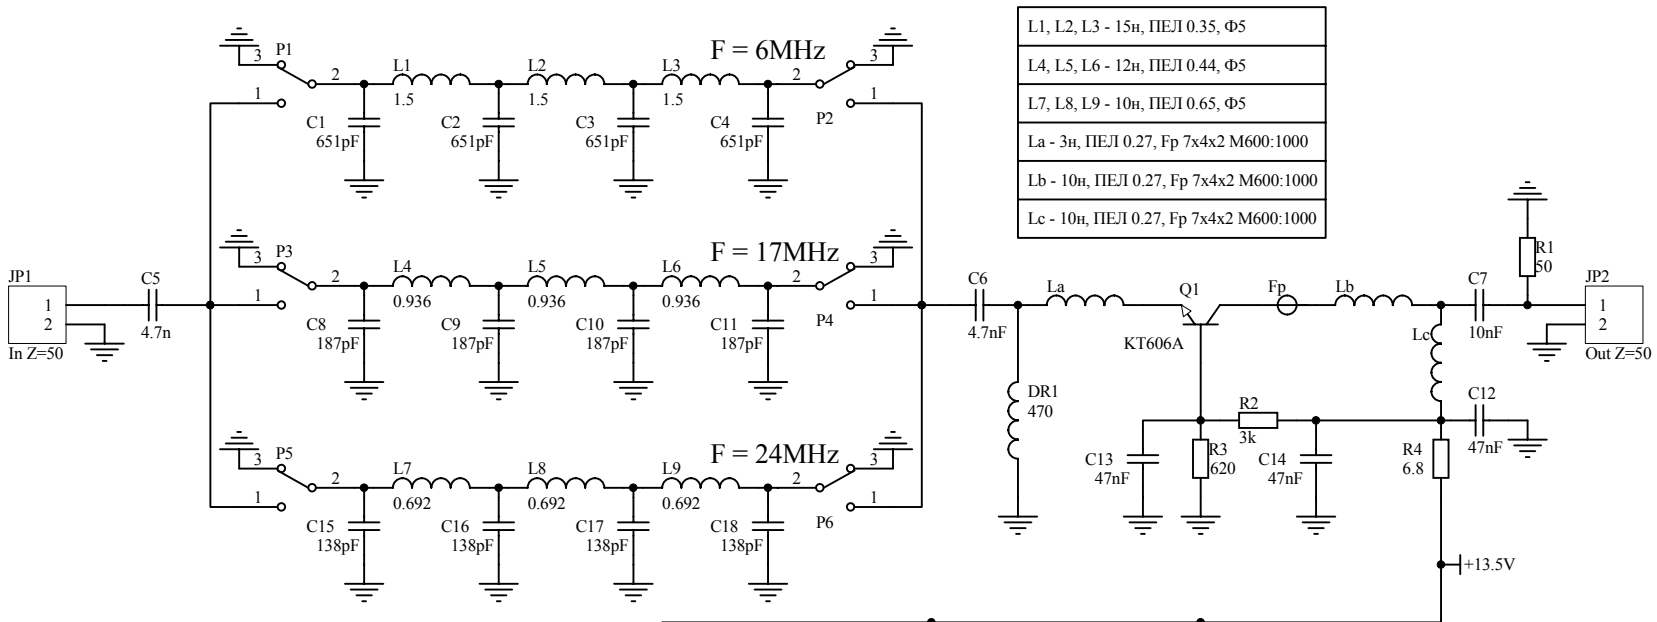 L1, L2, L3 - 15н, ПЕЛ 0.35, Ф5
L4, L5, L6 - 12н, ПЕЛ 0.44, Ф5
L7, L8, L9 - 10н, ПЕЛ 0.65, Ф5
La - 3н, ПЕЛ 0.27, Fp 7x4x2 М600:1000
Lb - 10н, ПЕЛ 0.27, Fp 7x4x2 М600:1000
Lc - 10н, ПЕЛ 0.27, Fp 7x4x2 М600:1000
F = 6MHz
3 P1 2 1
L1 1.5
L2 1.5
L3 1.5
2 3 1 P2
C1 651pF
C2 651pF
C3 651pF
C4 651pF
F = 17MHz
3 P3 2 1
L4 0.936
L5 0.936
L6 0.936
2 3 1 P4
C8 187pF
C9 187pF
C10 187pF
C11 187pF
JP1
1
2
In Z=50
C5
4.7n
F = 24MHz
3 P5 2 1
L7 0.692
L8 0.692
L9 0.692
2 3 1 P6
C15 138pF
C16 138pF
C17 138pF
C18 138pF
C6
4.7nF
La
Q1
KT606A
Fp
Lb
C7
10nF
R1
50
JP2
1
2
Out Z=50
Lc
DR1
470
R2
3k
C12
47nF
C13
47nF
R3
620
C14
47nF
R4
6.8
+13.5V